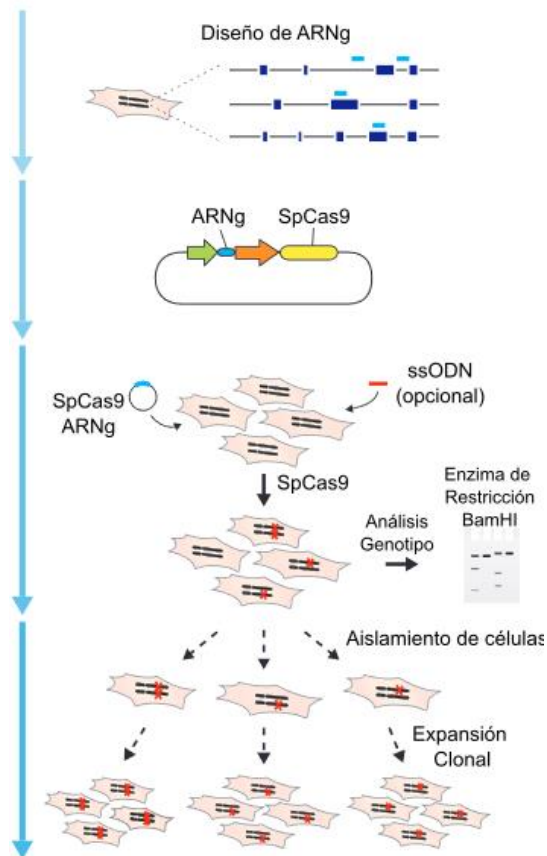 Diseño de ARNg
ARNg
SpCas9
SpCas9
ARNg
ssODN
(opcional)
SpCas9
Análisis
Genotipo
Enzima de
Restricción
BamHI
Aislamiento de células
Expansión
Clonal